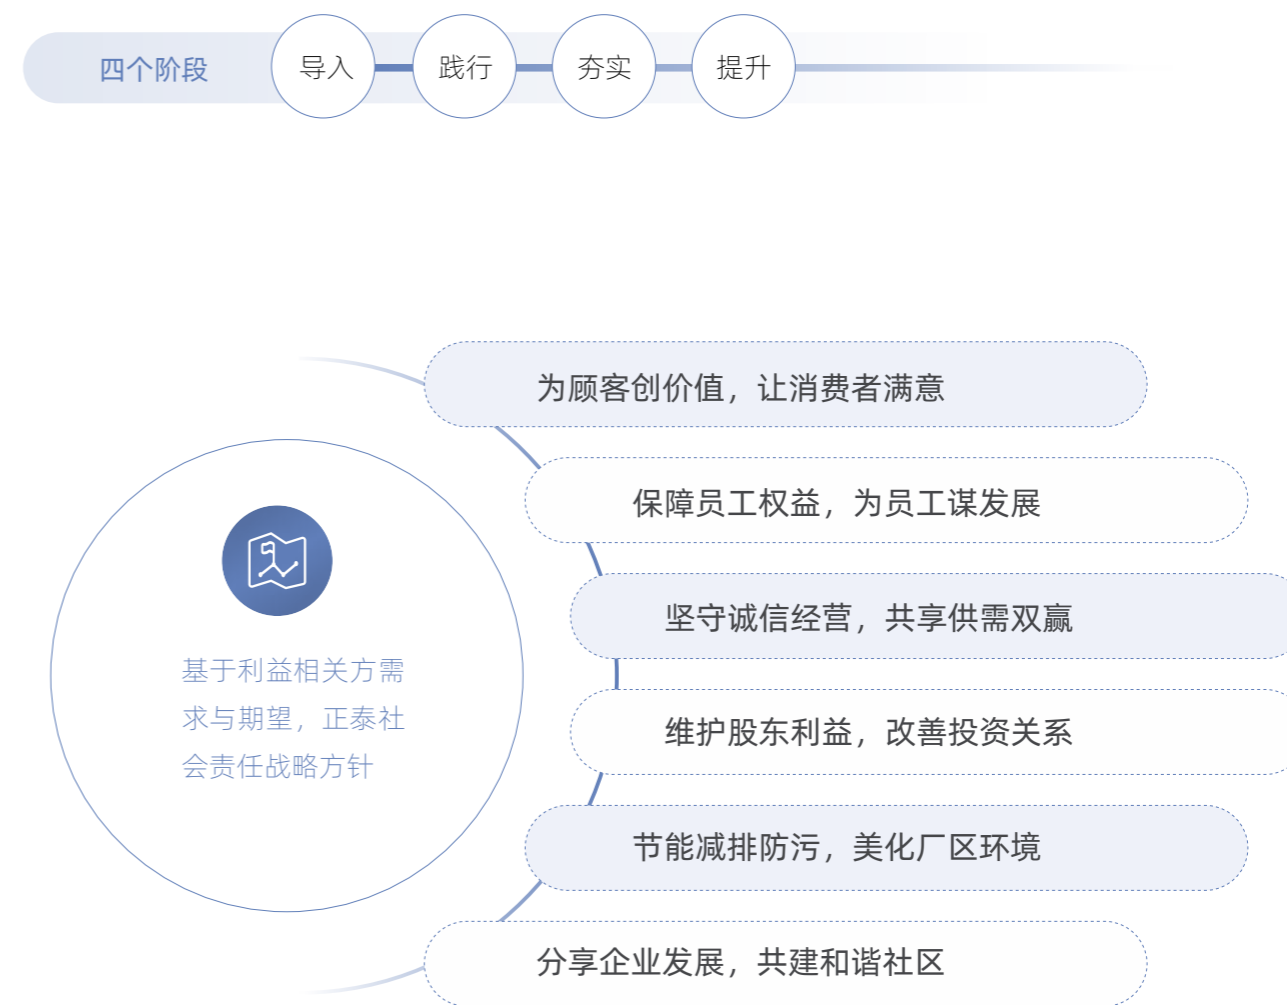 四个阶段 导入 践行 夯实 提升
为顾客创价值，让消费者满意
保障员工权益，为员工谋发展
坚守诚信经营，共享供需双赢
基于利益相关方需
求与期望，正泰社
会责任战略方针
维护股东利益，改善投资关系
节能减排防污，美化厂区环境
分享企业发展，共建和谐社区